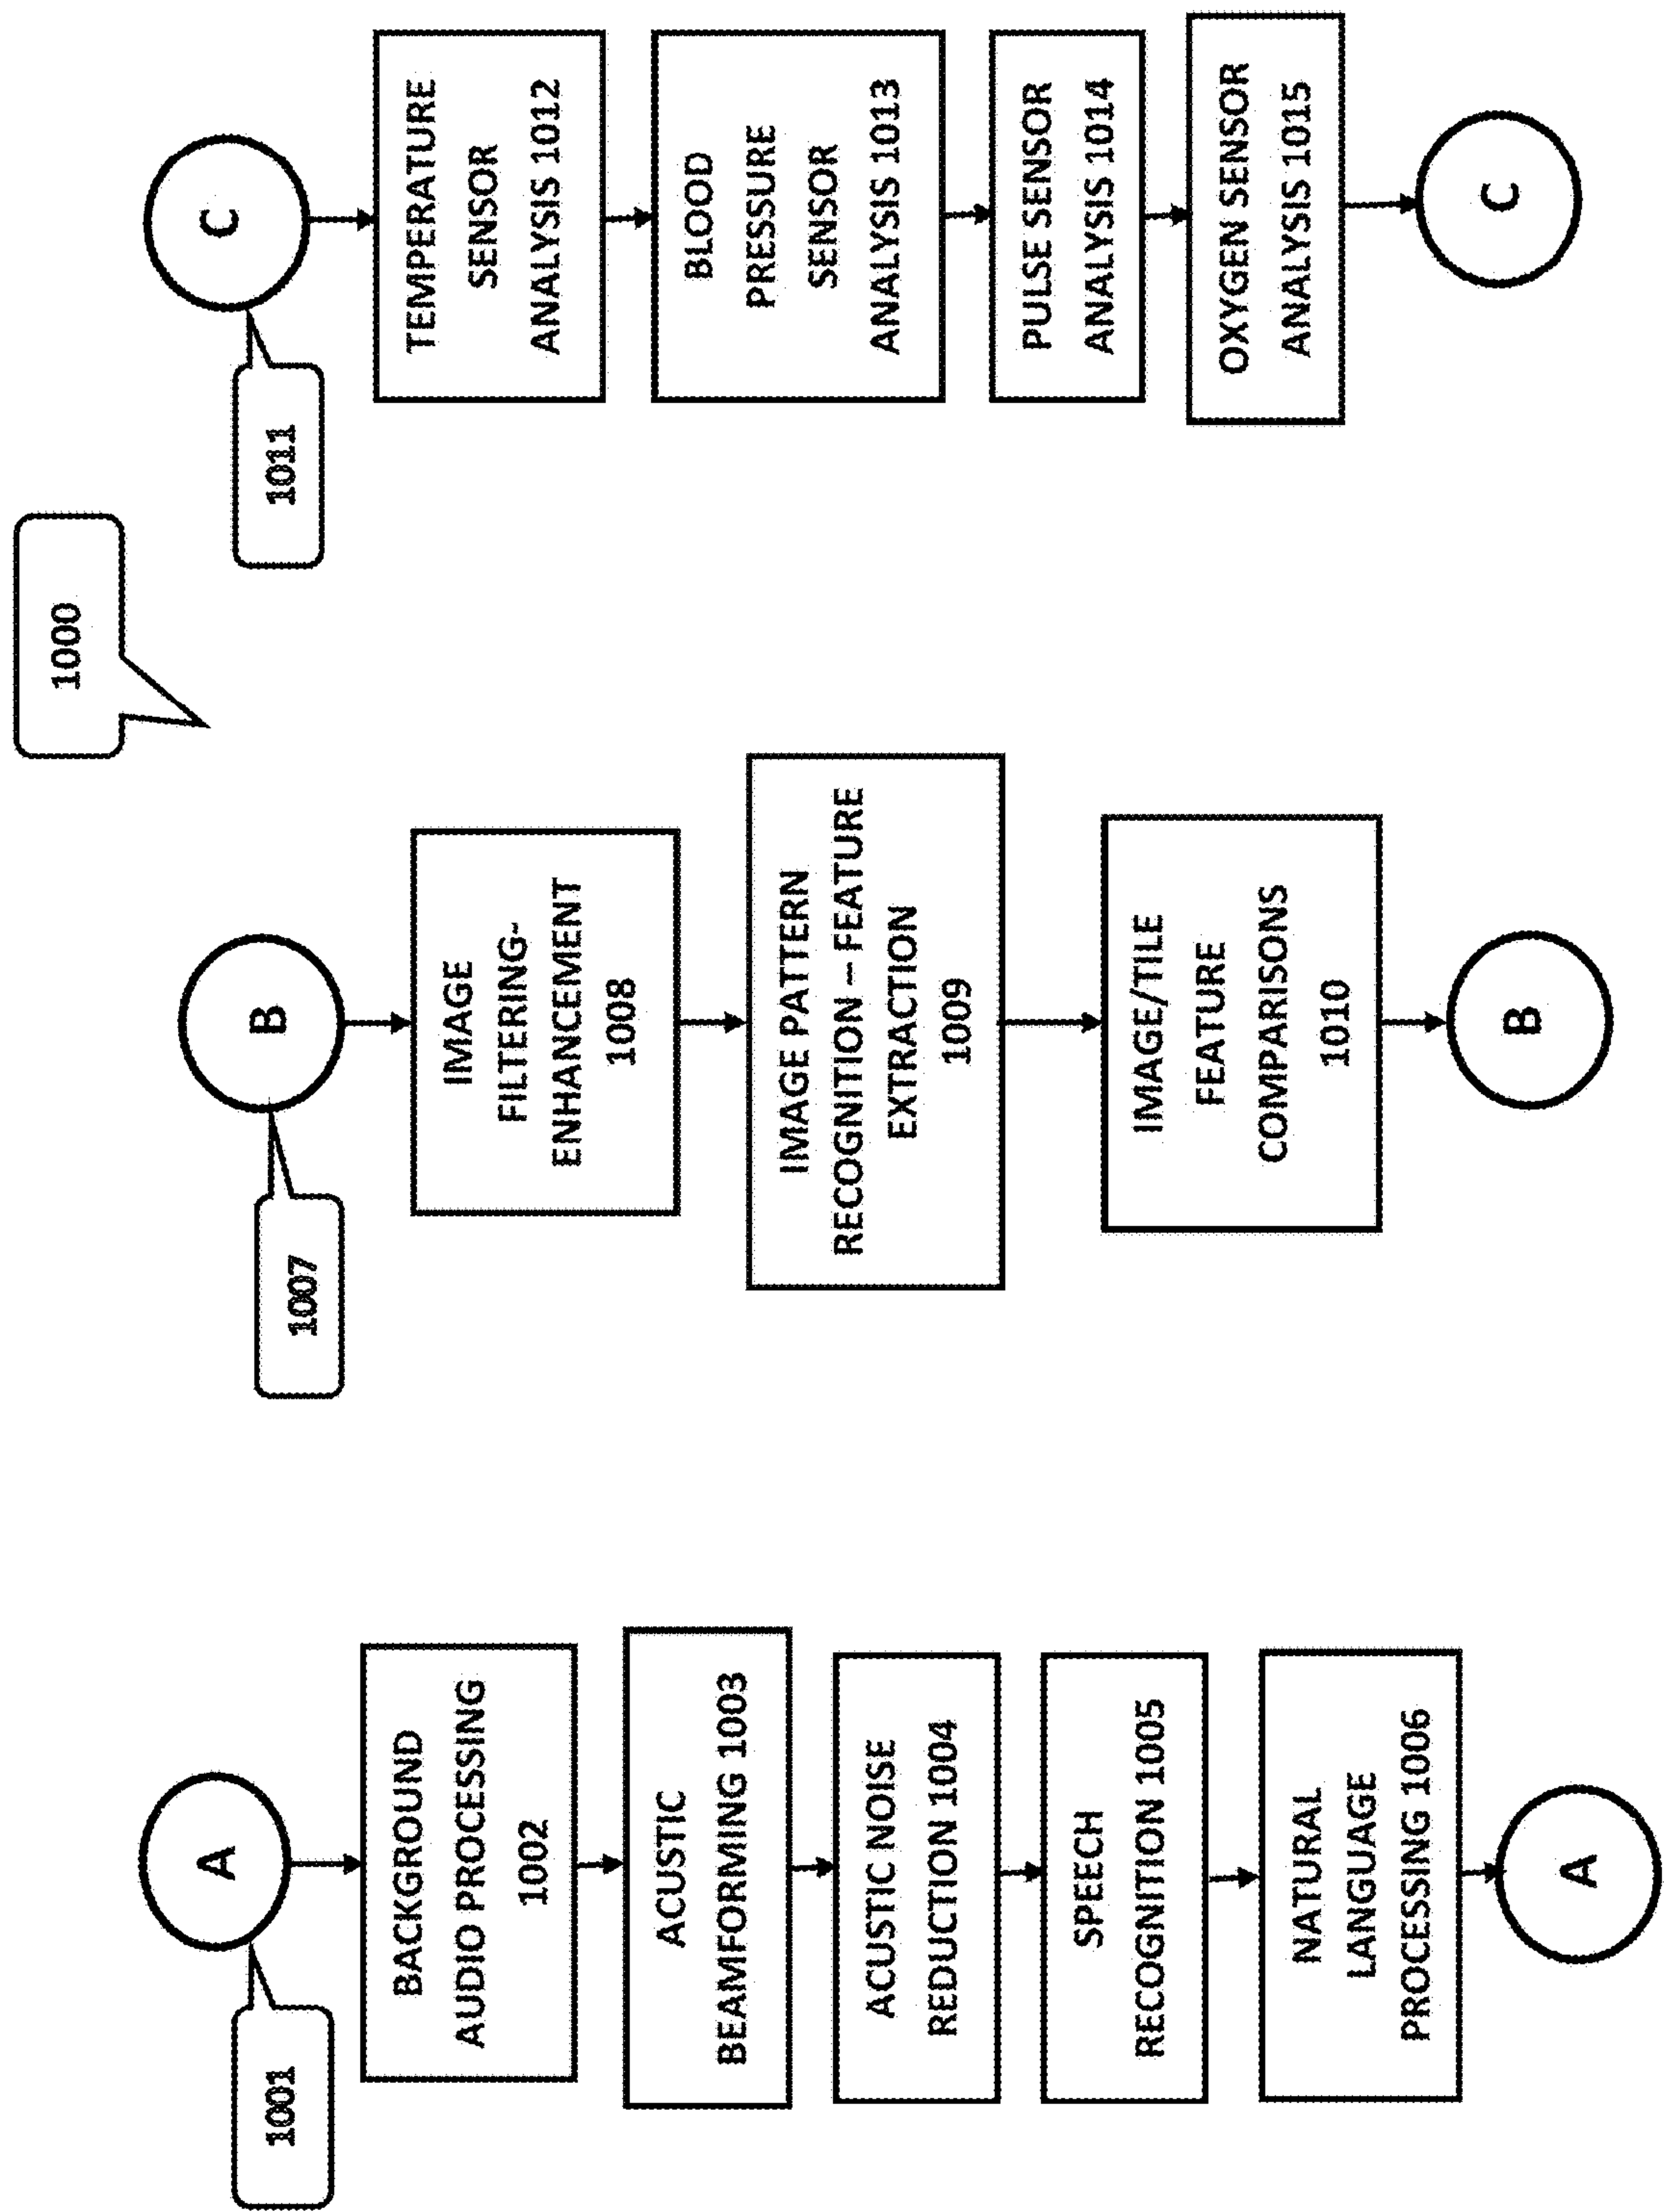 1000
1001
A
BACKGROUND
AUDIO PROCESSING
1002
ACUSTIC
BEAMFORMING 1003
ACUSTIC NOISE
REDUCTION 1004
SPEECH
RECOGNITION 1005
NATURAL
LANGUAGE
PROCESSING 1006
A
1007
B
IMAGE
FILTERING-
ENHANCEMENT
1008
IMAGE PATTERN
RECOGNITION – FEATURE
EXTRACTION
1009
IMAGE/TILE
FEATURE
COMPARISONS
1010
B
1011
C
TEMPERATURE
SENSOR
ANALYSIS 1012
BLOOD
PRESSURE
SENSOR
ANALYSIS 1013
PULSE SENSOR
ANALYSIS 1014
OXYGEN SENSOR
ANALYSIS 1015
C